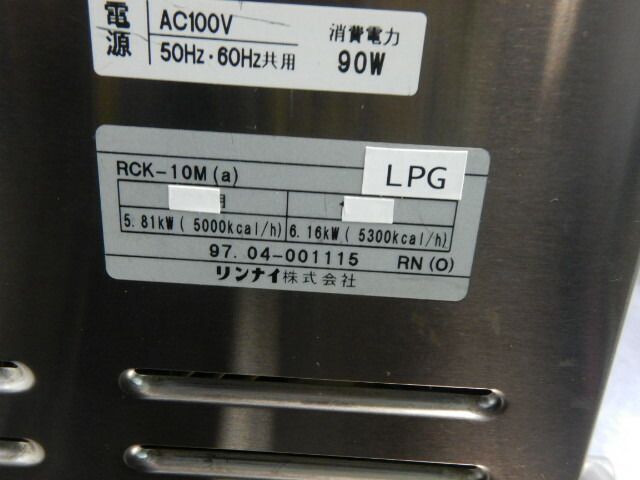 電源
AC100V
50Hz・60Hz共用
消費電力
90W
RCK-10M(a)
LPG
用
5.81kW( 5000kcal/h)
6.16kW( 5300kcal/h)
97.04-001115
RN(O)
リンナイ株式会社